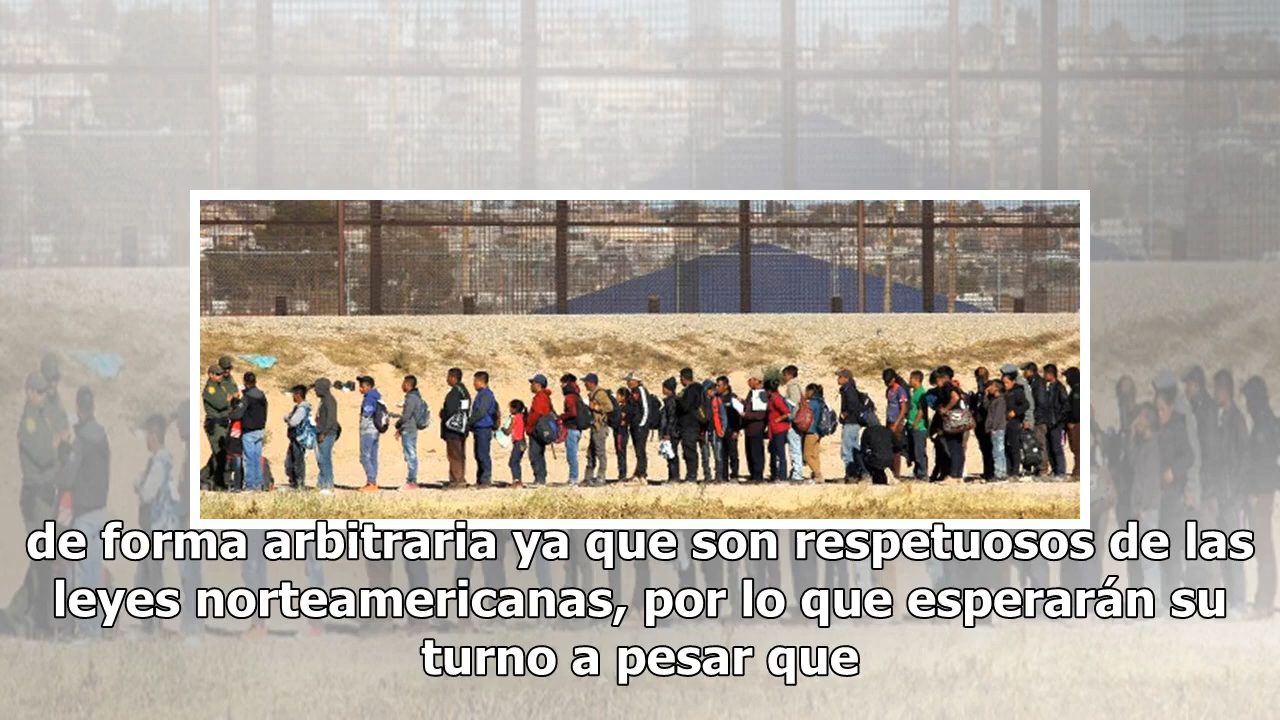 de forma arbitraria ya que son respetuosos de las
leyes norteamericanas, por lo que esperarán su
turno a pesar que